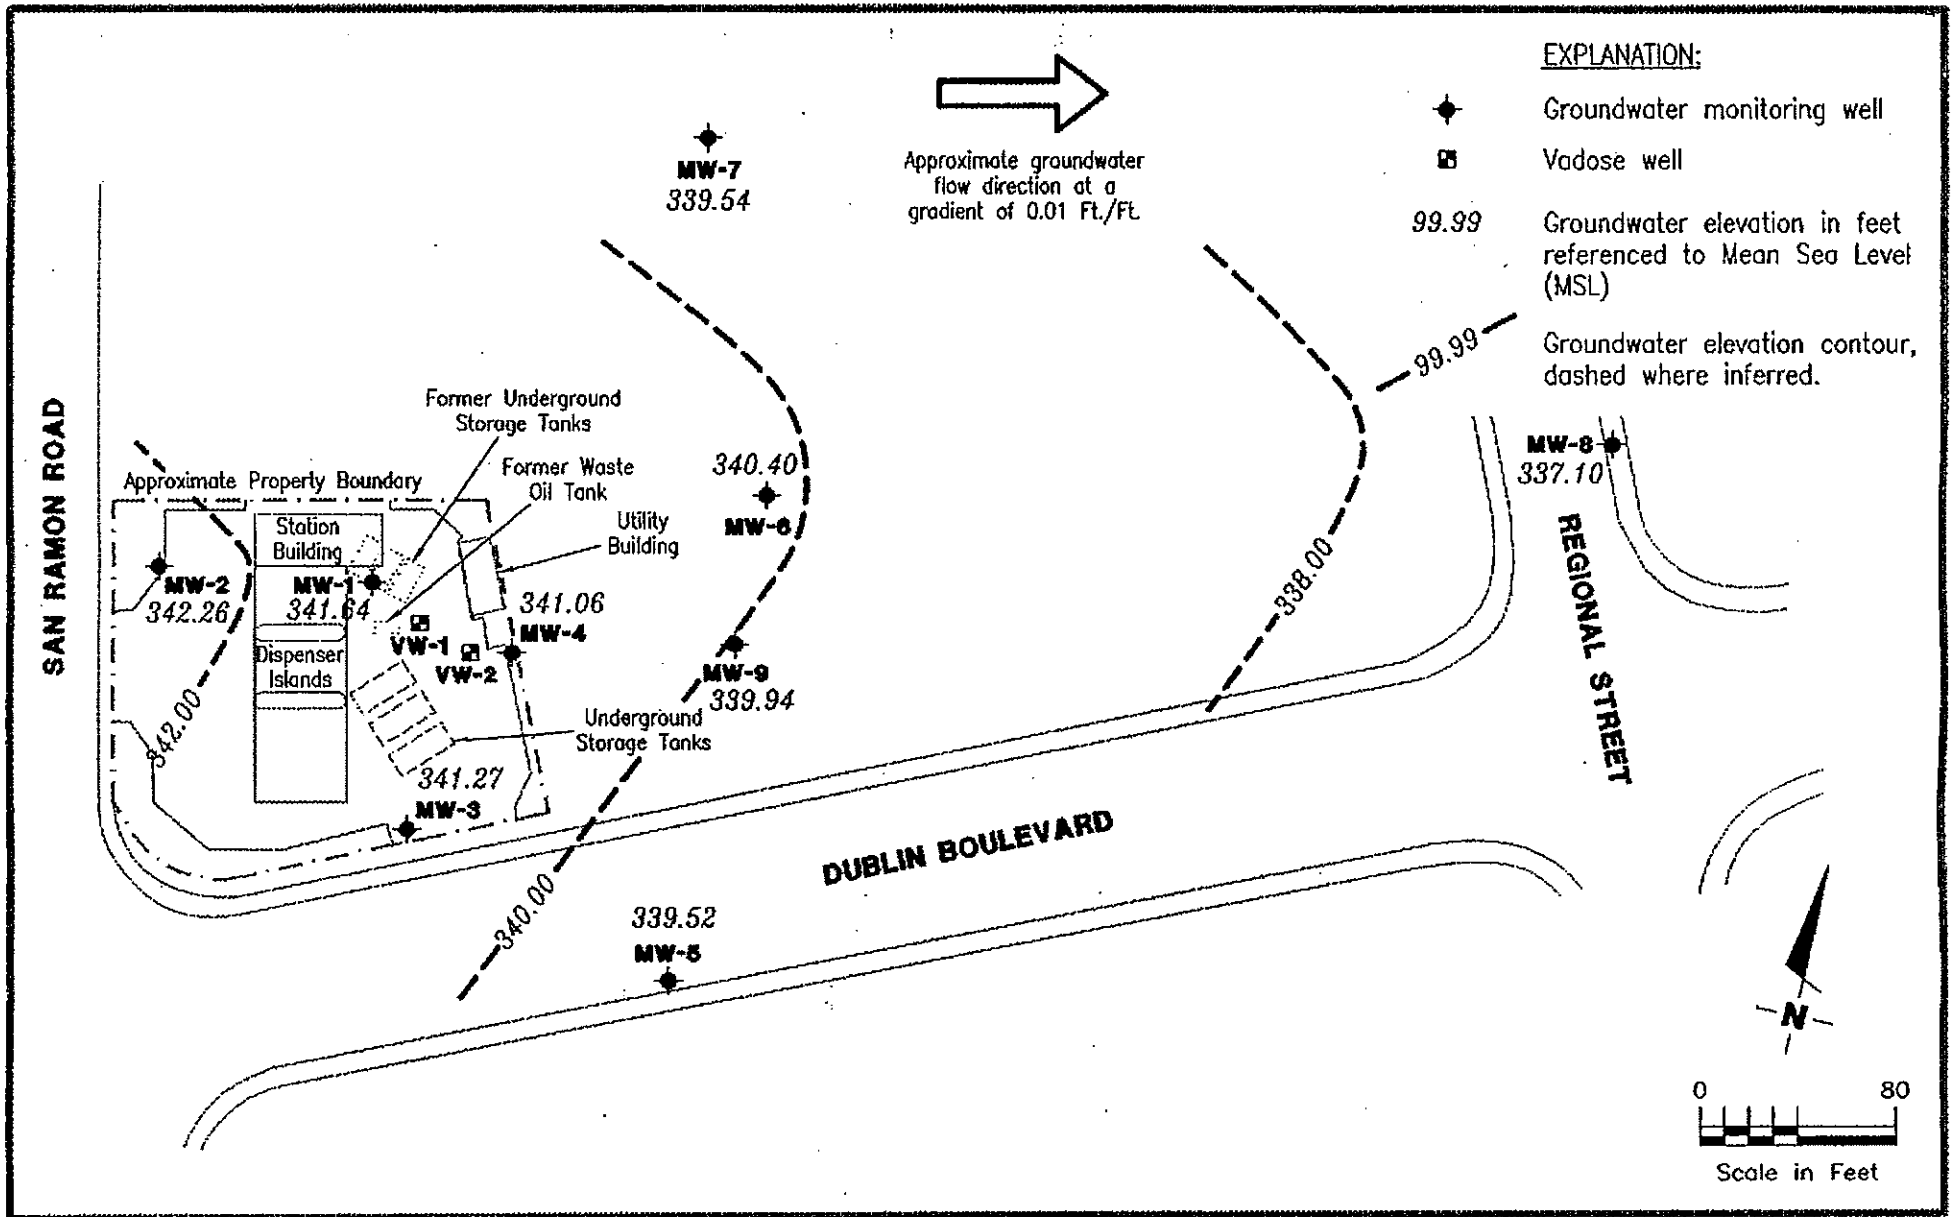 EXPLANATION:
Groundwater monitoring well
Vadose well
99.99
Groundwater elevation in feet
referenced to Mean Sea Level
(MSL)
99.99
Groundwater elevation contour,
dashed where inferred.
Approximate groundwater
flow direction at a
gradient of 0.01 Ft./Ft.
MW-7
339.54
SAN RAMON ROAD
Former Underground
Storage Tanks
Former Waste
Oil Tank
Approximate Property Boundary
Station
Building
Utility
Building
340.40
MW-6
MW-8
337.10
MW-2
342.26
MW-1
341.64
341.06
MW-4
VW-1
VW-2
Dispenser
Islands
MW-9
339.94
Underground
Storage Tanks
342.00
341.27
MW-3
338.00
REGIONAL STREET
DUBLIN BOULEVARD
340.00
339.52
MW-5
N
0 80
Scale in Feet